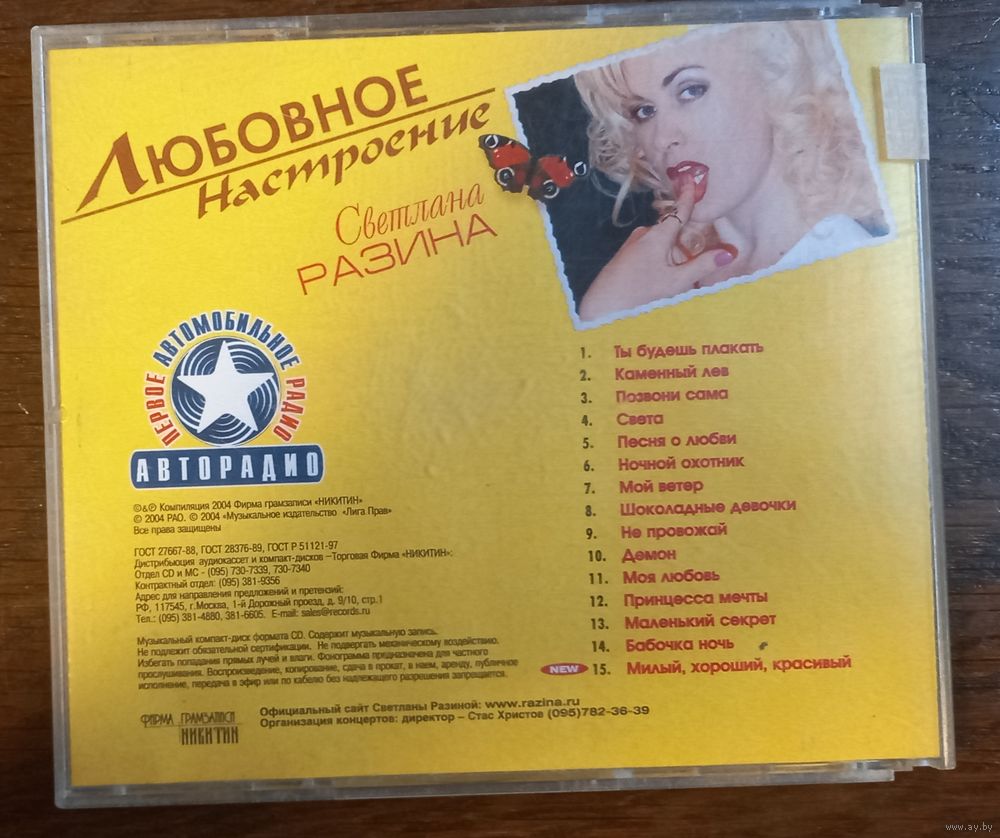 ЛЮБОВНОЕ
НАСТРОЕНИЕ
Светлана
РАЗИНА
ПЕРВОЕ АВТОМОБИЛЬНОЕ РАДИО
АВТОРАДИО
1. Ты будешь плакать
2. Каменный лев
3. Позвони сама
4. Света
5. Песня о любви
6. Ночной охотник
7. Мой ветер
8. Шоколадные девочки
9. Не провожай
10. Демон
11. Моя любовь
12. Принцесса мечты
13. Маленький секрет
14. Бабочка ночь
NEW 15. Милый, хороший, красивый
©&℗ Компиляция 2004 Фирма грамзаписи «НИКИТИН»
© 2004 РАО. © 2004 «Музыкальное издательство «Лига Прав»
Все права защищены
ГОСТ 27667-88, ГОСТ 28376-89, ГОСТ Р 51121-97
Дистрибьюция аудиокассет и компакт-дисков –Торговая Фирма «НИКИТИН»:
Отдел CD и МС - (095) 730-7339, 730-7340
Контрактный отдел: (095) 381-9356
Адрес для направления предложений и претензий:
РФ, 117545, г.Москва, 1-й Дорожный проезд, д. 9/10, стр.1
Тел.: (095) 381-4880, 381-6605. E-mail: sales@records.ru
Музыкальный компакт-диск формата CD. Содержит музыкальную запись.
Не подлежит обязательной сертификации. Не подвергать механическому воздействию.
Избегать попадания прямых лучей и влаги. Фонограмма предназначена для частного
прослушивания. Воспроизведение, копирование, сдача в прокат, в наем, аренду, публичное
исполнение, передача в эфир или по кабелю без надлежащего разрешения запрещается.
ФИРМА ГРАМЗАПИСИ
НИКИТИН
Официальный сайт Светланы Разиной: www.razina.ru
Организация концертов: директор – Стас Христов (095)782-36-39
www.ay.by